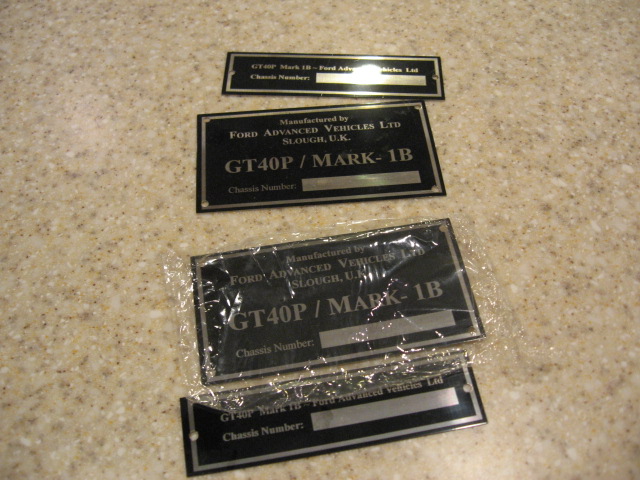 GT40P Mark 1B ~ Ford Advanced Vehicles Ltd
Chassis Number:
Manufactured by
FORD ADVANCED VEHICLES LTD
SLOUGH, U.K.
GT40P / MARK- 1B
Chassis Number:
Manufactured by
FORD ADVANCED VEHICLES LTD
SLOUGH, U.K.
GT40P / MARK- 1B
Chassis Number:
GT40P Mark 1B ~ Ford Advanced Vehicles Ltd
Chassis Number: